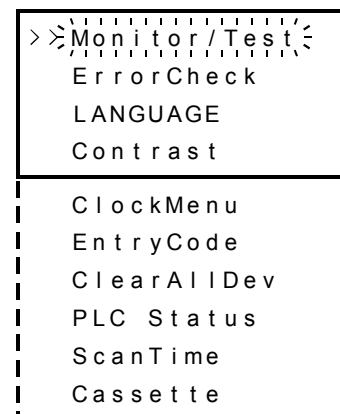 >>Monitor/Test
ErrorCheck
LANGUAGE
Contrast
ClockMenu
EntryCode
ClearAllDev
PLC Status
ScanTime
Cassette